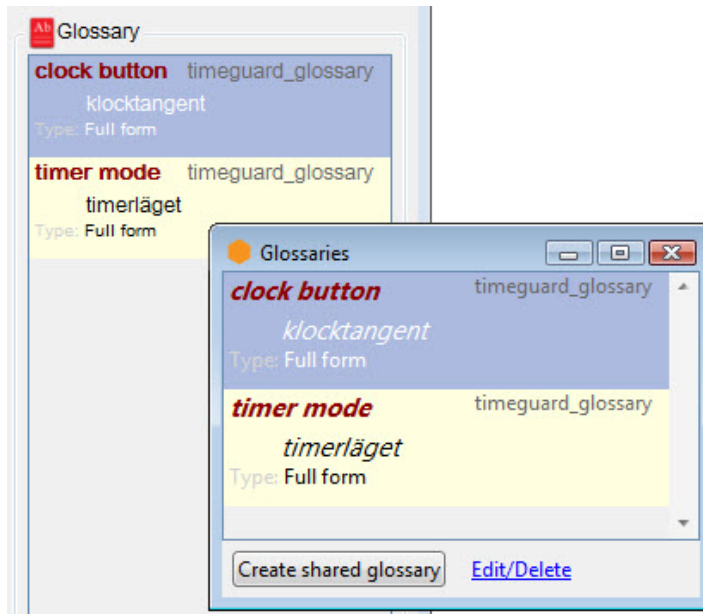 Ab Glossary
clock button timeguard_glossary
klocktangent
Type: Full form
timer mode timeguard_glossary
timerläget
Type: Full form
Glossaries
clock button timeguard_glossary
klocktangent
Type: Full form
timer mode timeguard_glossary
timerläget
Type: Full form
Create shared glossary Edit/Delete